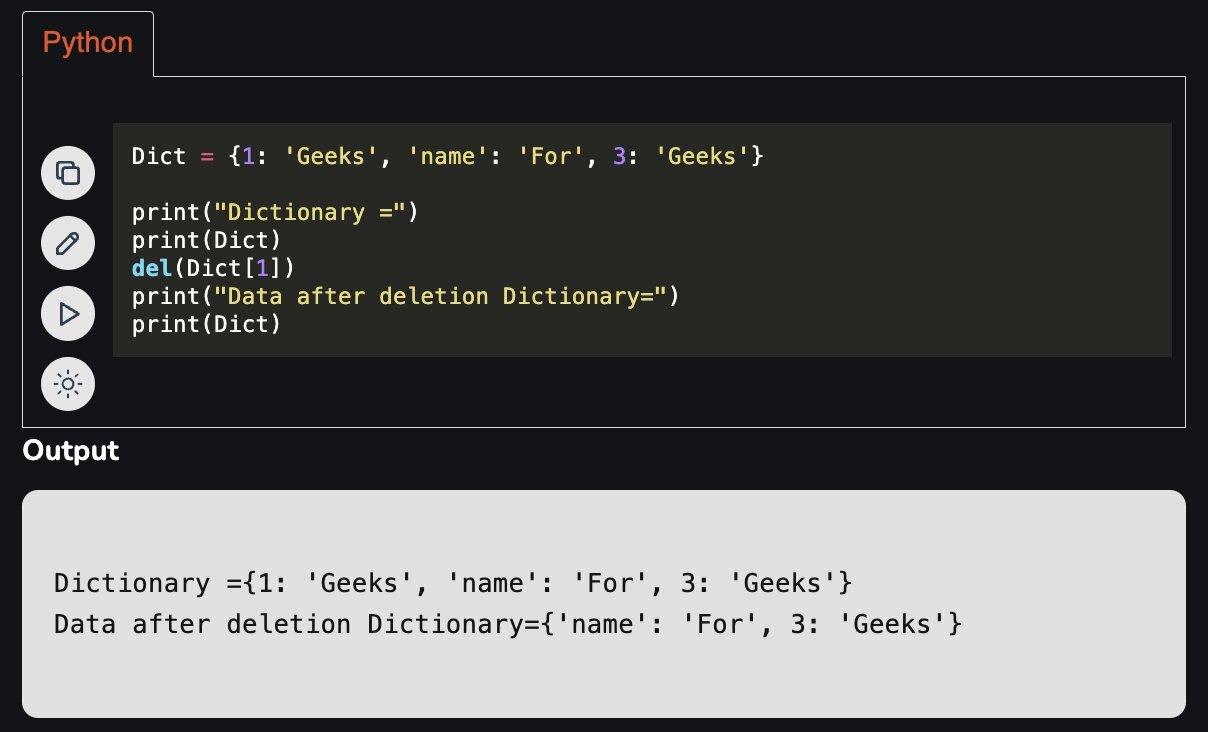 Python
Dict = {1: 'Geeks', 'name': 'For', 3: 'Geeks'}
print("Dictionary =")
print(Dict)
del(Dict[1])
print("Data after deletion Dictionary=")
print(Dict)
Output
Dictionary ={1: 'Geeks', 'name': 'For', 3: 'Geeks'}
Data after deletion Dictionary={'name': 'For', 3: 'Geeks'}